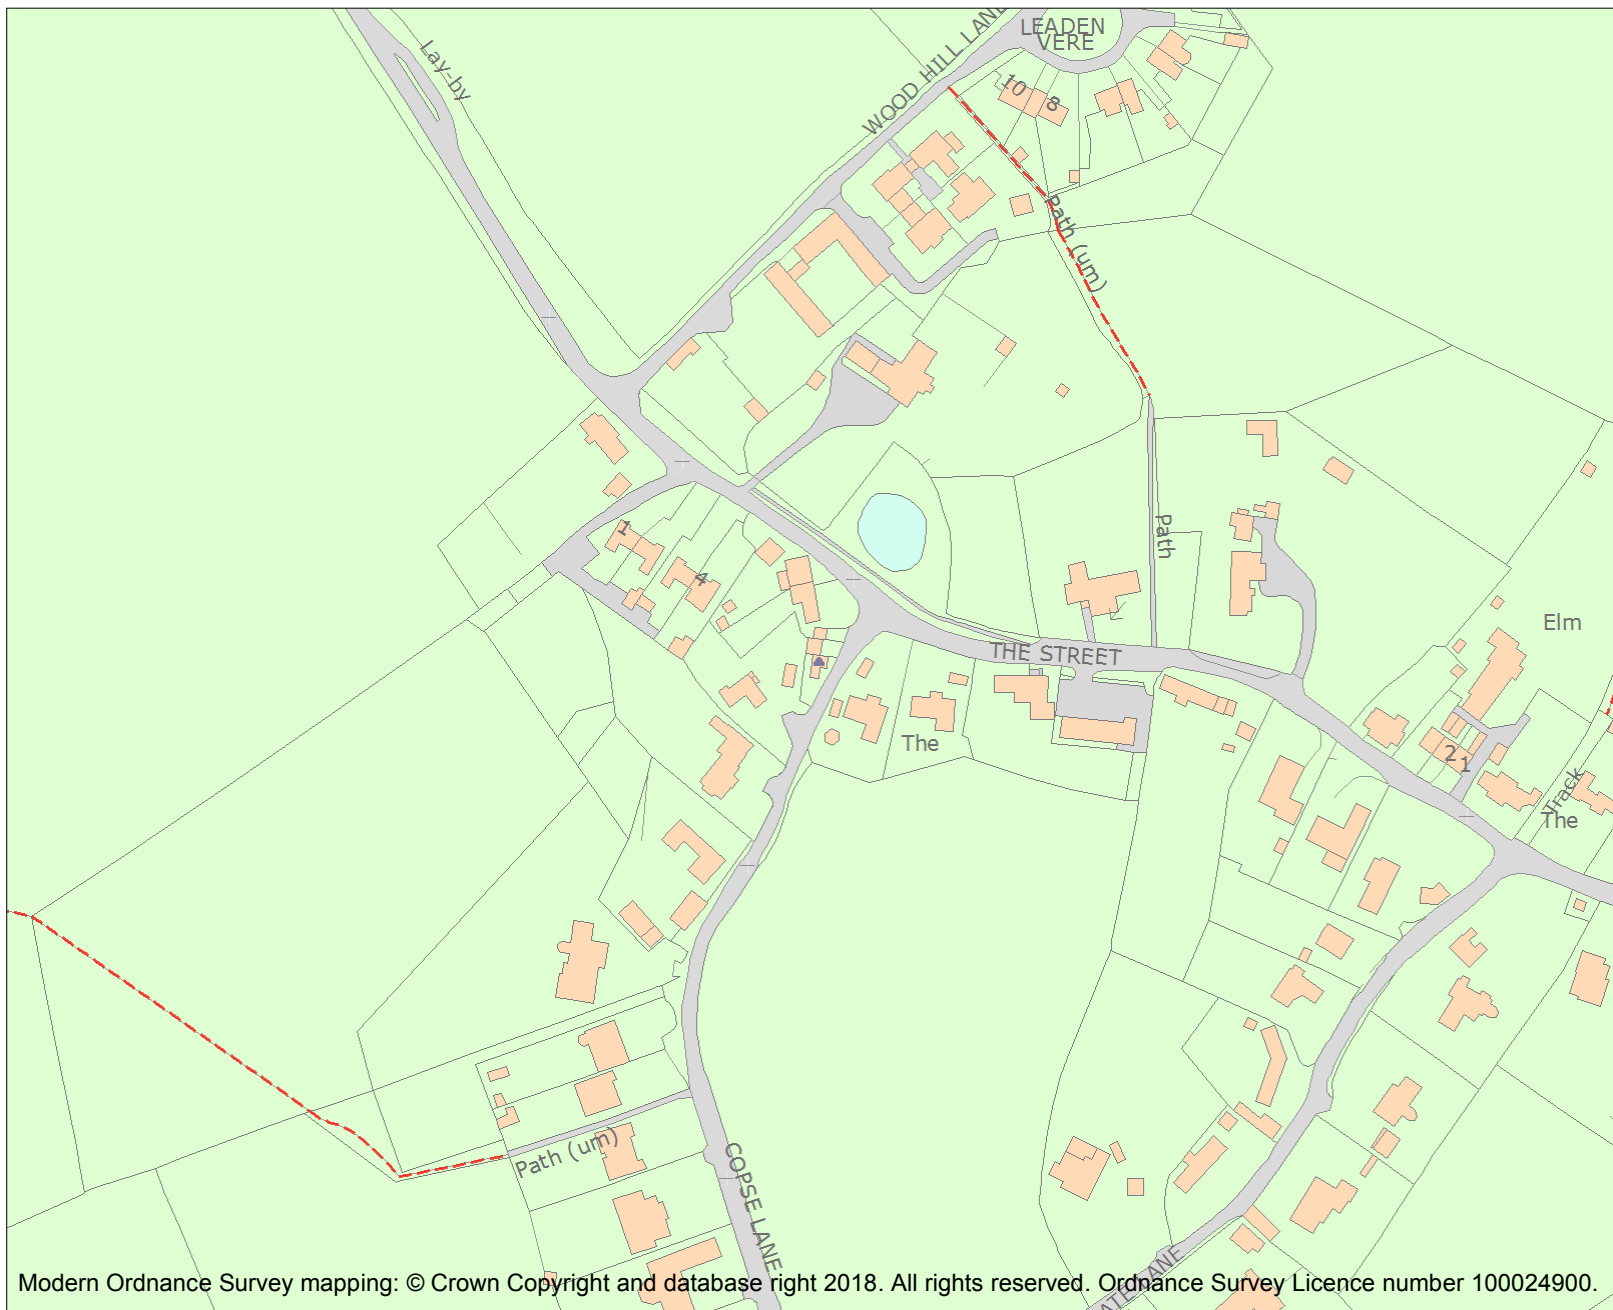 Lay-by
WOOD HILL LANE
LEADEN
VERE
10
8
Path (um)
1
4
Path
THE STREET
Elm
The
2
1
Track
The
Path (um)
COPSE LANE
Modern Ordnance Survey mapping: © Crown Copyright and database right 2018. All rights reserved. Ordnance Survey Licence number 100024900.